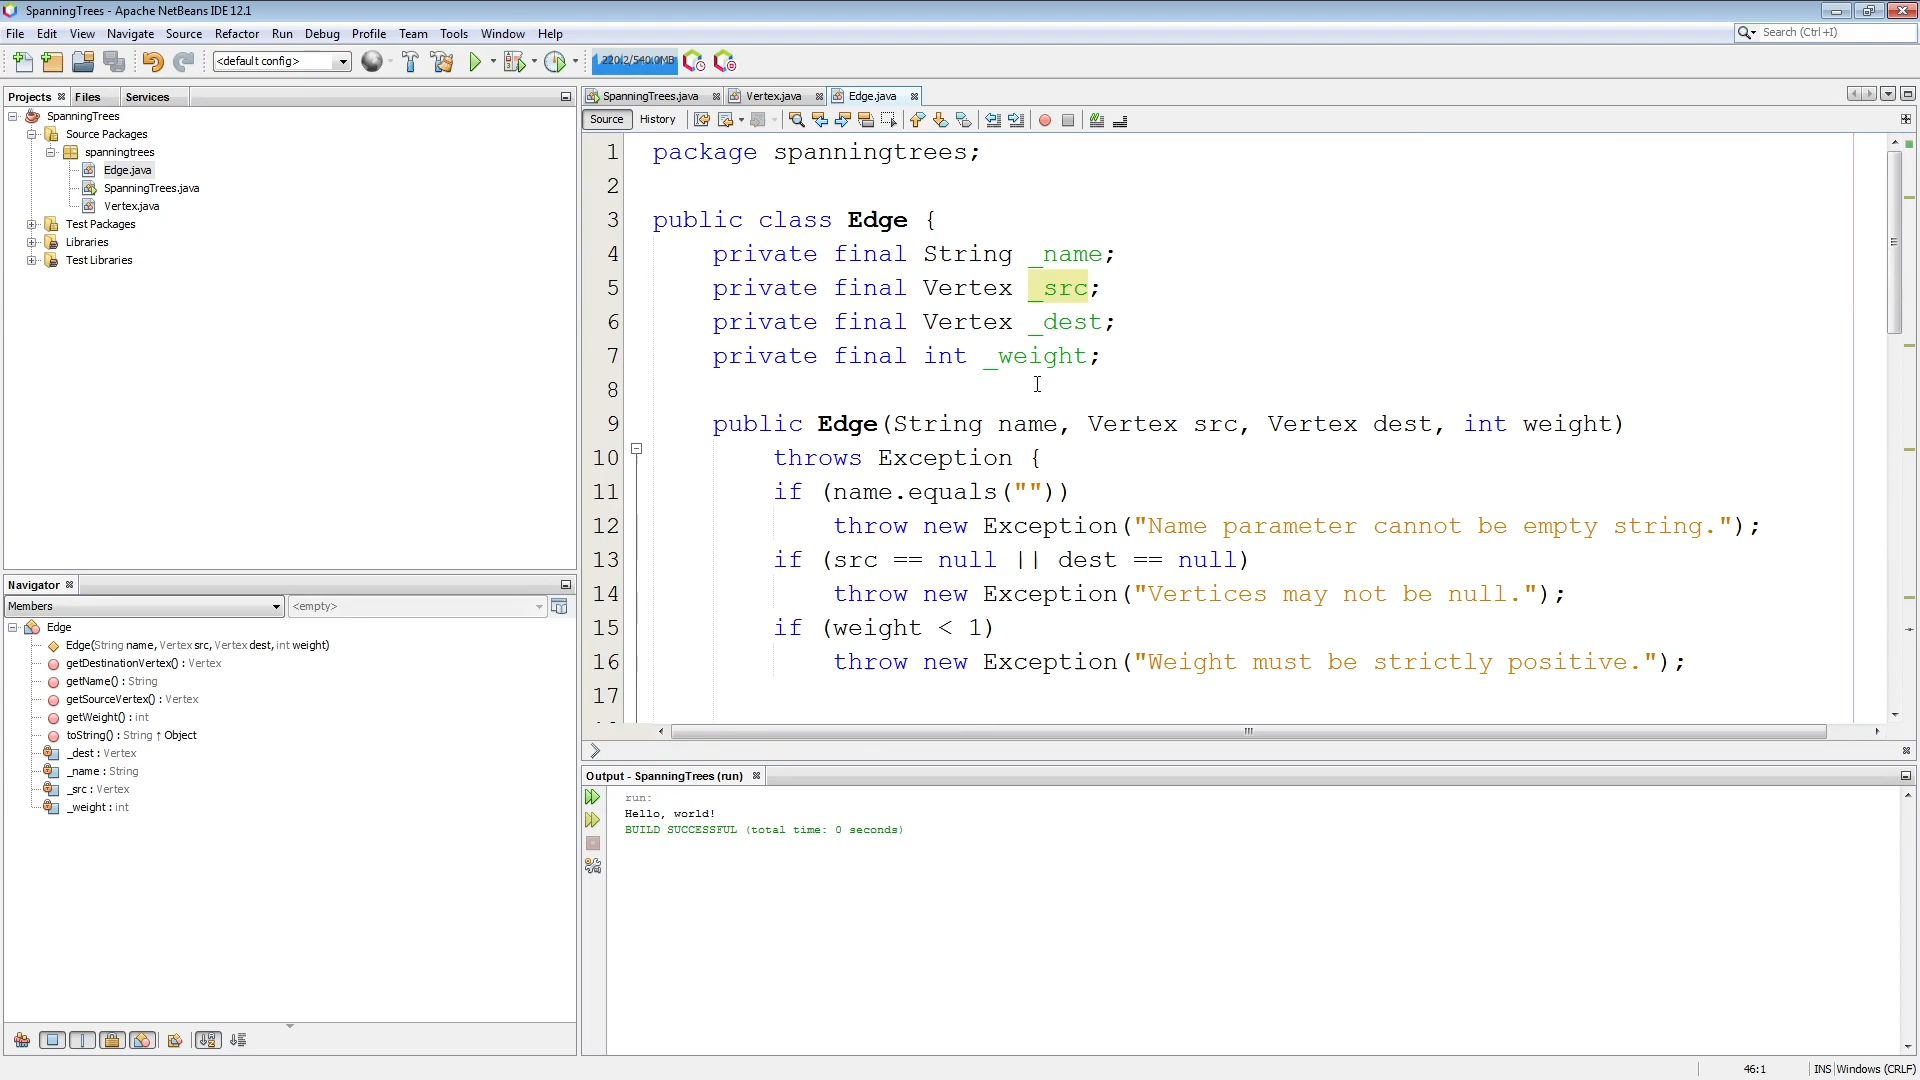 SpanningTrees - Apache NetBeans IDE 12.1
File Edit View Navigate Source Refactor Run Debug Profile Team Tools Window Help
Search (Ctrl+I)
<default config>
220.2/540.0MB
Projects Files Services
SpanningTrees
Source Packages
spanningtrees
Edge.java
SpanningTrees.java
Vertex.java
Test Packages
Libraries
Test Libraries
Navigator
Members
<empty>
Edge
Edge(String name, Vertex src, Vertex dest, int weight)
getDestinationVertex() : Vertex
getName() : String
getSourceVertex() : Vertex
getWeight() : int
toString() : String ↑ Object
_dest : Vertex
_name : String
_src : Vertex
_weight : int
SpanningTrees.java Vertex.java Edge.java
Source History
1 package spanningtrees;
2
3 public class Edge {
4 private final String _name;
5 private final Vertex _src;
6 private final Vertex _dest;
7 private final int _weight;
8
9 public Edge(String name, Vertex src, Vertex dest, int weight)
10 throws Exception {
11 if (name.equals(""))
12 throw new Exception("Name parameter cannot be empty string.");
13 if (src == null || dest == null)
14 throw new Exception("Vertices may not be null.");
15 if (weight < 1)
16 throw new Exception("Weight must be strictly positive.");
17
Output - SpanningTrees (run)
run:
Hello, world!
BUILD SUCCESSFUL (total time: 0 seconds)
46:1 INS Windows (CRLF)